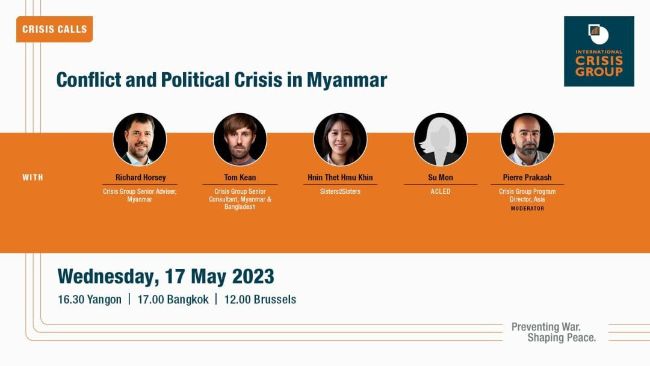 CRISIS CALLS
INTERNATIONAL
CRISIS
GROUP
Conflict and Political Crisis in Myanmar
WITH
Richard Horsey
Crisis Group Senior Adviser,
Myanmar
Tom Kean
Crisis Group Senior
Consultant, Myanmar &
Bangladesh
Hnin Thet Hmu Khin
Sisters2Sisters
Su Mon
ACLED
Pierre Prakash
Crisis Group Program
Director, Asia
MODERATOR
Wednesday, 17 May 2023
16.30 Yangon | 17.00 Bangkok | 12.00 Brussels
Preventing War.
Shaping Peace.